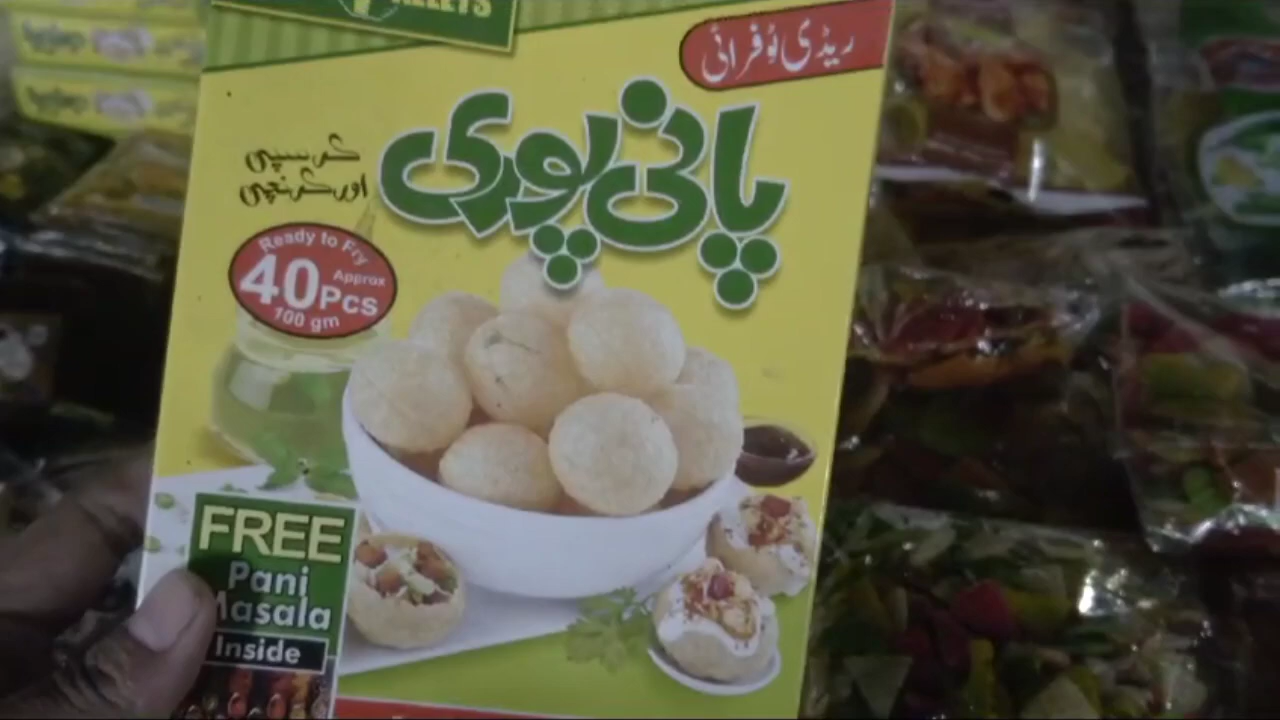 ریڈی ٹو فرائی
پانی پوری
کرسپی
اور کرنچی
Ready to Fry
40 Pcs
Approx
100 gm
FREE
Pani
Masala
Inside